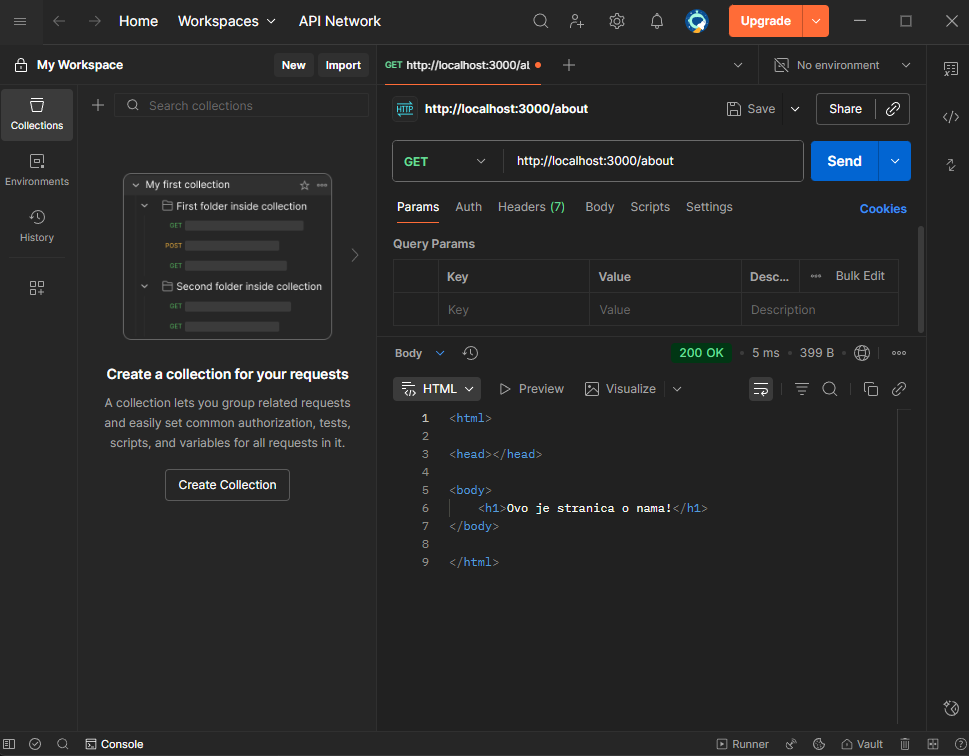 Home Workspaces API Network Upgrade
My Workspace New Import GET http://localhost:3000/al No environment
Search collections
Collections
Environments
History
My first collection
First folder inside collection
GET
POST
GET
Second folder inside collection
GET
GET
Create a collection for your requests
A collection lets you group related requests
and easily set common authorization, tests,
scripts, and variables for all requests in it.
Create Collection
HTTP http://localhost:3000/about Save Share
GET http://localhost:3000/about Send
Params Auth Headers (7) Body Scripts Settings Cookies
Query Params
Key Value Desc... Bulk Edit
Key Value Description
Body 200 OK 5 ms 399 B
HTML Preview Visualize
1 <html>
2
3 <head></head>
4
5 <body>
6 <h1>Ovo je stranica o nama!</h1>
7 </body>
8
9 </html>
Console Runner Vault